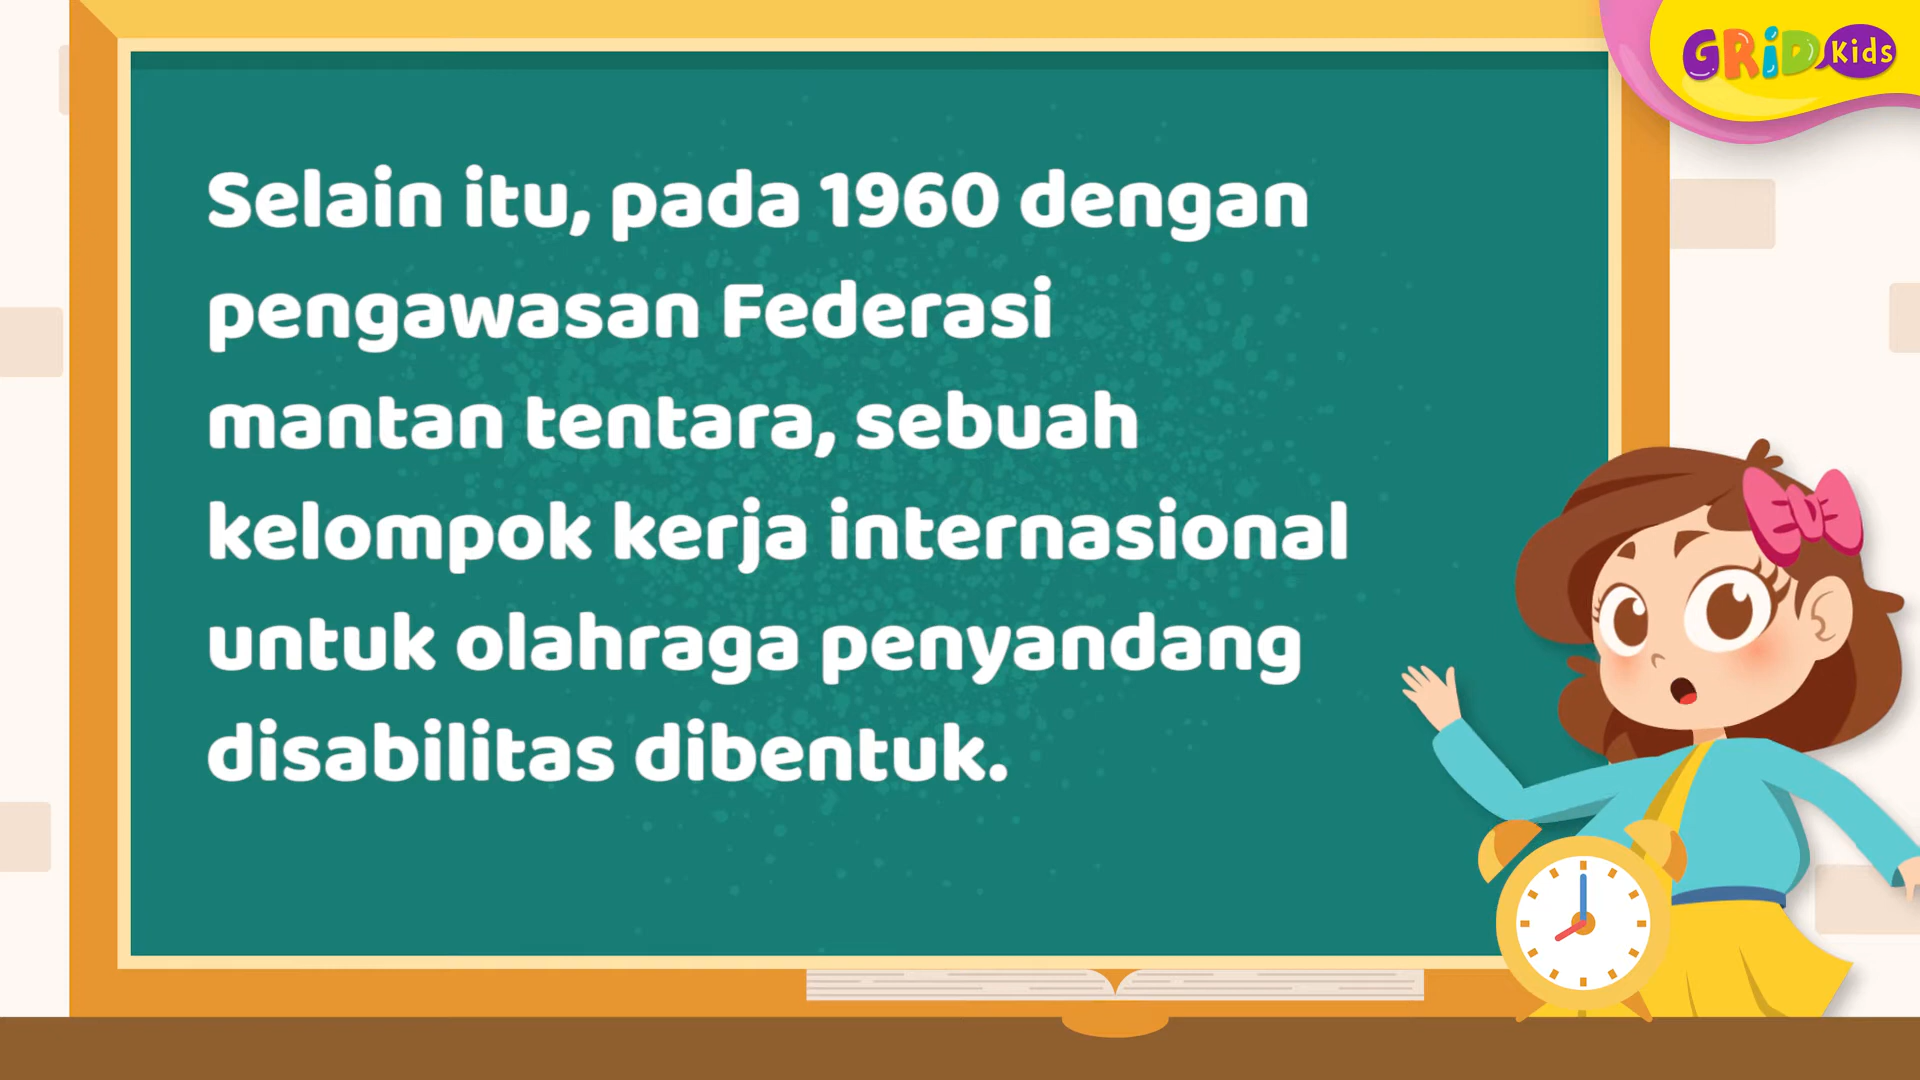 GRID Kids
Selain itu, pada 1960 dengan
pengawasan Federasi
mantan tentara, sebuah
kelompok kerja internasional
untuk olahraga penyandang
disabilitas dibentuk.